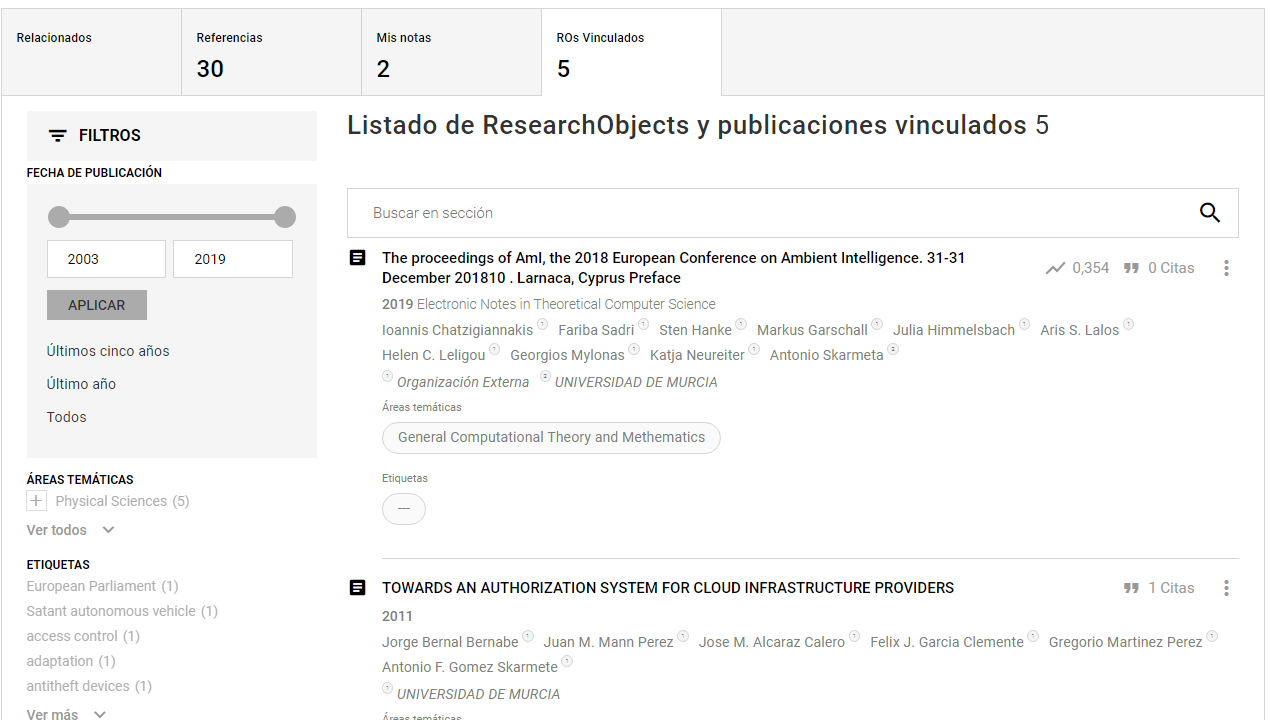 Relacionados
Referencias
Mis notas
ROs Vinculados
30
2
5
FILTROS
FECHA DE PUBLICACIÓN
2003
2019
APLICAR
Últimos cinco años
Último año
Todos
ÁREAS TEMÁTICAS
Physical Sciences (5)
Ver todos
ETIQUETAS
European Parliament (1)
Satant autonomous vehicle (1)
access control (1)
adaptation (1)
antitheft devices (1)
Ver más
Listado de ResearchObjects y publicaciones vinculados 5
Buscar en sección
The proceedings of AmI, the 2018 European Conference on Ambient Intelligence. 31-31
December 201810 . Larnaca, Cyprus Preface
0,354
0 Citas
2019 Electronic Notes in Theoretical Computer Science
Ioannis Chatzigiannakis 1 Fariba Sadri 1 Sten Hanke 1 Markus Garschall 1 Julia Himmelsbach 1 Aris S. Lalos 1
Helen C. Leligou 1 Georgios Mylonas 1 Katja Neureiter 1 Antonio Skarmeta 2
1 Organización Externa 2 UNIVERSIDAD DE MURCIA
Áreas temáticas
General Computational Theory and Methematics
Etiquetas
---
TOWARDS AN AUTHORIZATION SYSTEM FOR CLOUD INFRASTRUCTURE PROVIDERS
1 Citas
2011
Jorge Bernal Bernabe 1 Juan M. Mann Perez 1 Jose M. Alcaraz Calero 1 Felix J. Garcia Clemente 1 Gregorio Martinez Perez 1
Antonio F. Gomez Skarmete 1
1 UNIVERSIDAD DE MURCIA
Áreas temáticas